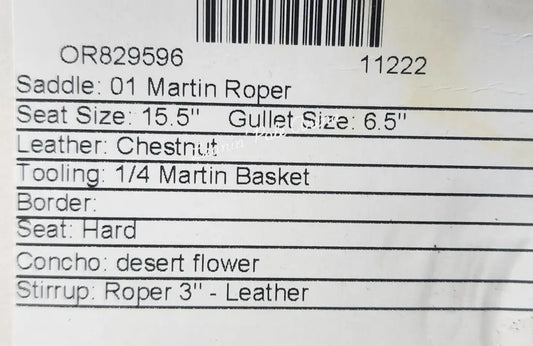 OR829596 11222
Saddle: 01 Martin Roper
Seat Size: 15.5" Gullet Size: 6.5"
Leather: Chestnut
Tooling: 1/4 Martin Basket
Border:
Seat: Hard
Concho: desert flower
Stirrup: Roper 3" - Leather